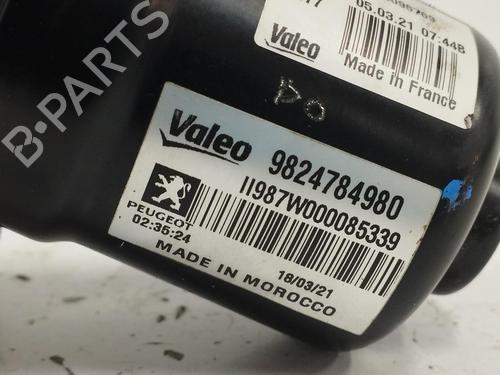 05.03.21 07:44B
Valeo
Made in France
Valeo 9824784980
II987W000085339
PEUGEOT
02:35:24
18/03/21
MADE IN MOROCCO
B PARTS